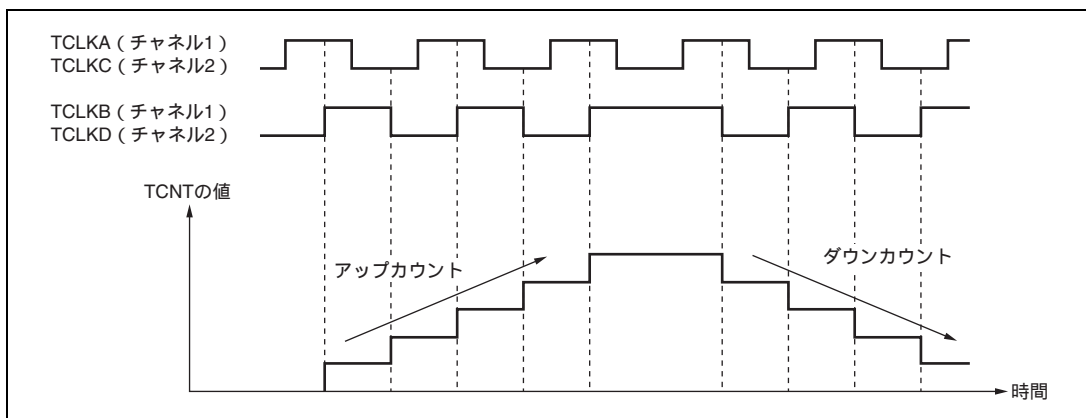 TCLKA（チャネル1）
TCLKC（チャネル2）
TCLKB（チャネル1）
TCLKD（チャネル2）
TCNTの値
アップカウント
ダウンカウント
時間